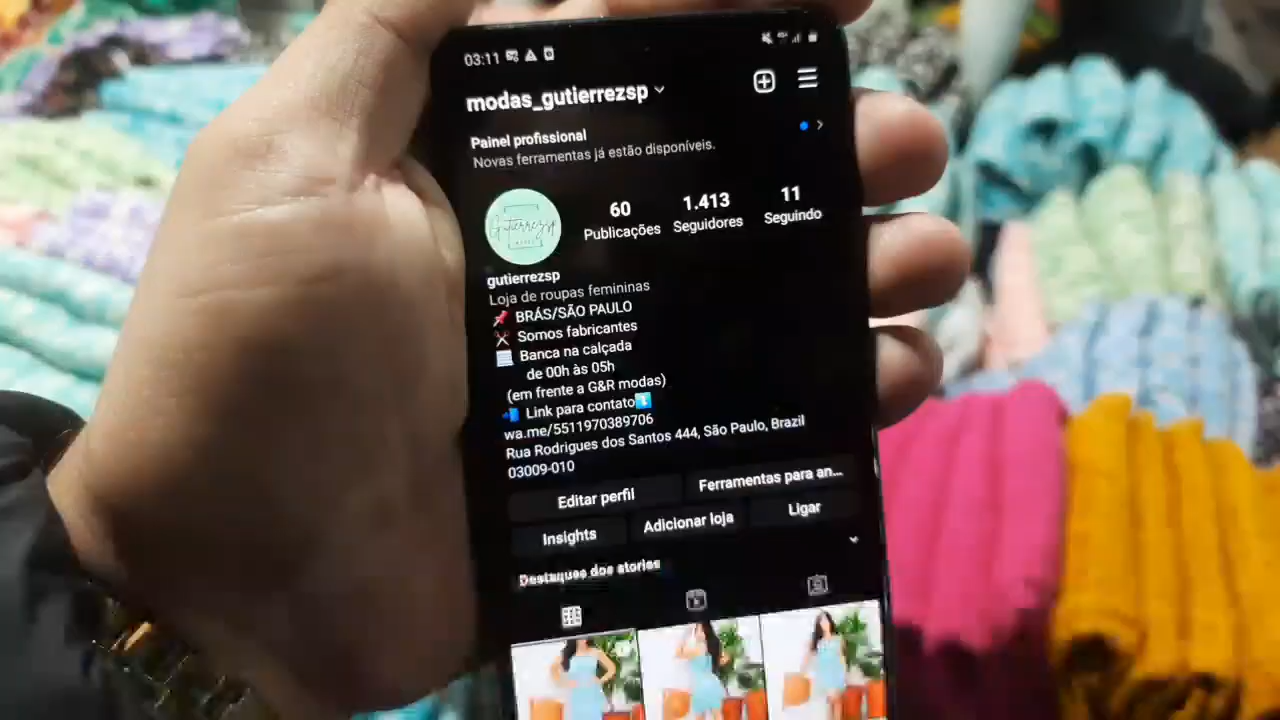 03:11
modas_gutierrezsp
Painel profissional
Novas ferramentas já estão disponíveis.
60 1.413 11
Publicações Seguidores Seguindo
Gutierrezsp
gutierrezsp
Loja de roupas femininas
BRÁS/SÃO PAULO
Somos fabricantes
Banca na calçada
de 00h às 05h
(em frente a G&R modas)
Link para contato
wa.me/5511970389706
Rua Rodrigues dos Santos 444, São Paulo, Brazil
03009-010
Editar perfil Ferramentas para an...
Insights Adicionar loja Ligar
Destaques dos stories